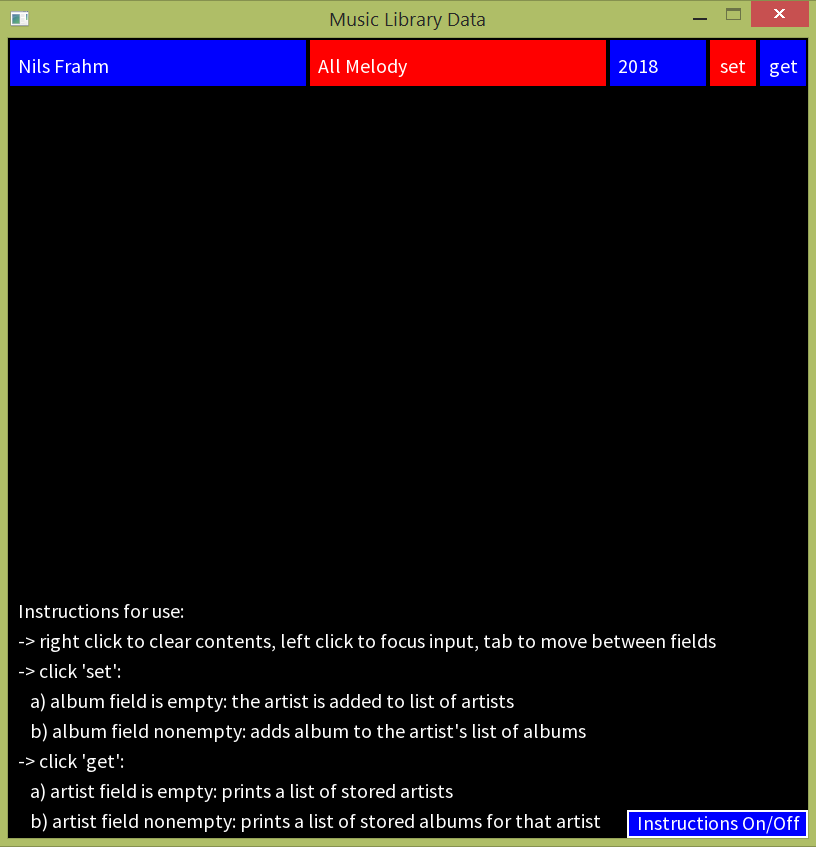 Music Library Data
Nils Frahm All Melody 2018 set get
Instructions for use:
-> right click to clear contents, left click to focus input, tab to move between fields
-> click 'set':
a) album field is empty: the artist is added to list of artists
b) album field nonempty: adds album to the artist's list of albums
-> click 'get':
a) artist field is empty: prints a list of stored artists
b) artist field nonempty: prints a list of stored albums for that artist
Instructions On/Off